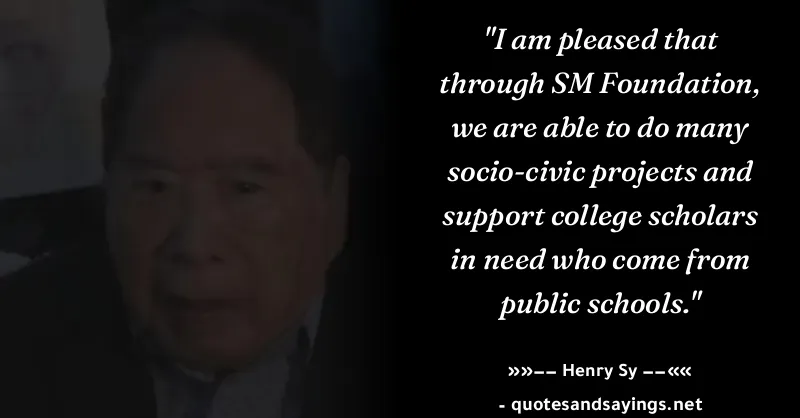 "I am pleased that
through SM Foundation,
we are able to do many
socio-civic projects and
support college scholars
in need who come from
public schools."
»»−− Henry Sy −−««
- quotesandsayings.net